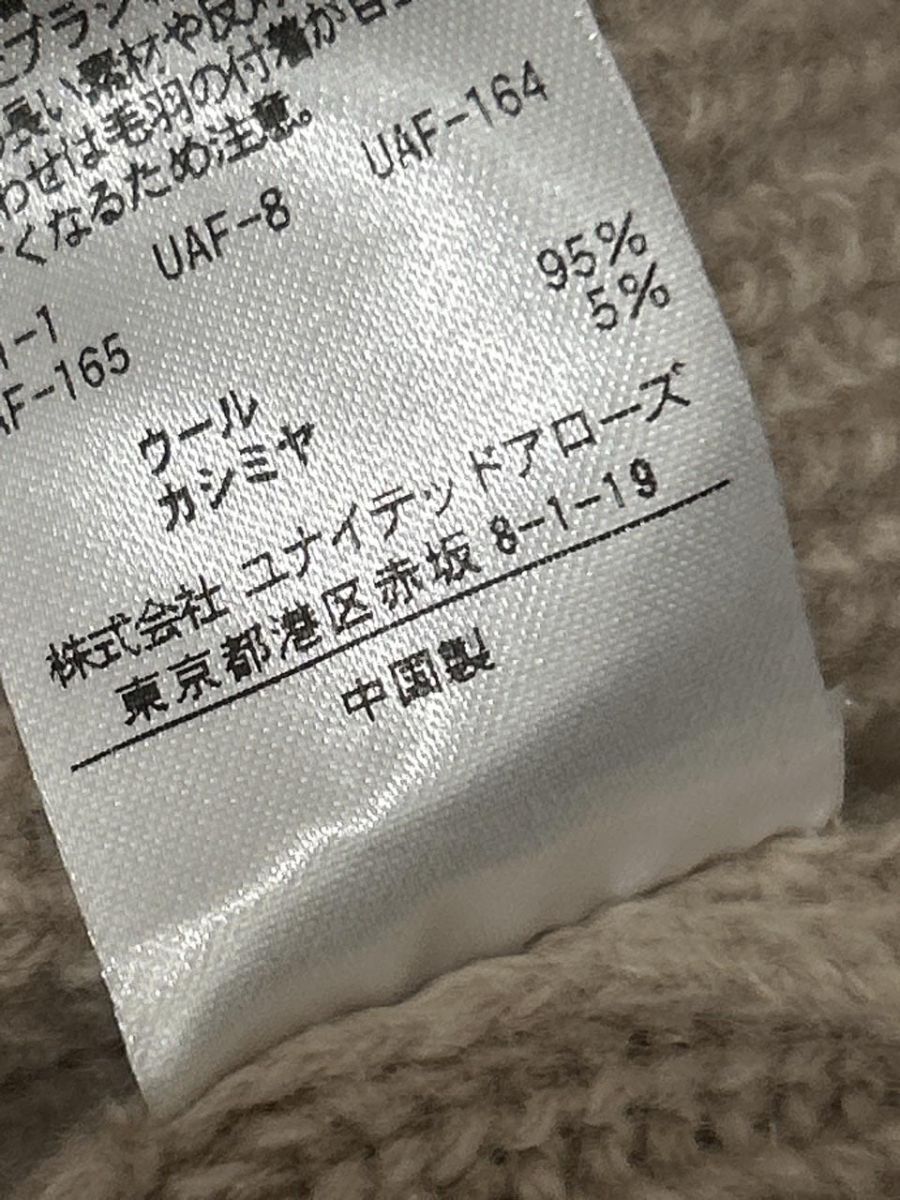 ブラン
長い素材や反
わせは毛羽の付着が
くなるため注意。
UAF-8 UAF-164
-1
F-165
ウール 95%
カシミヤ 5%
株式会社 ユナイテッドアローズ
東京都港区赤坂 8-1-19
中国製